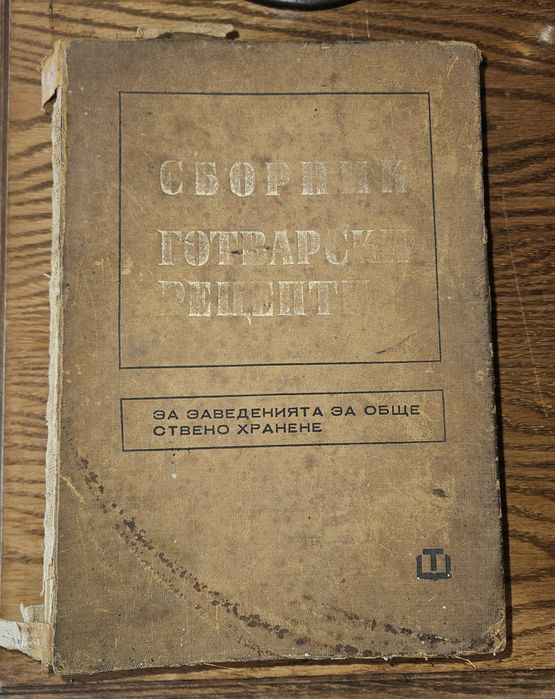 СБОРНИК
ГОТВАРСКИ
РЕЦЕПТИ
ЗА ЗАВЕДЕНИЯТА ЗА ОБЩЕ
СТВЕНО ХРАНЕНЕ
Т